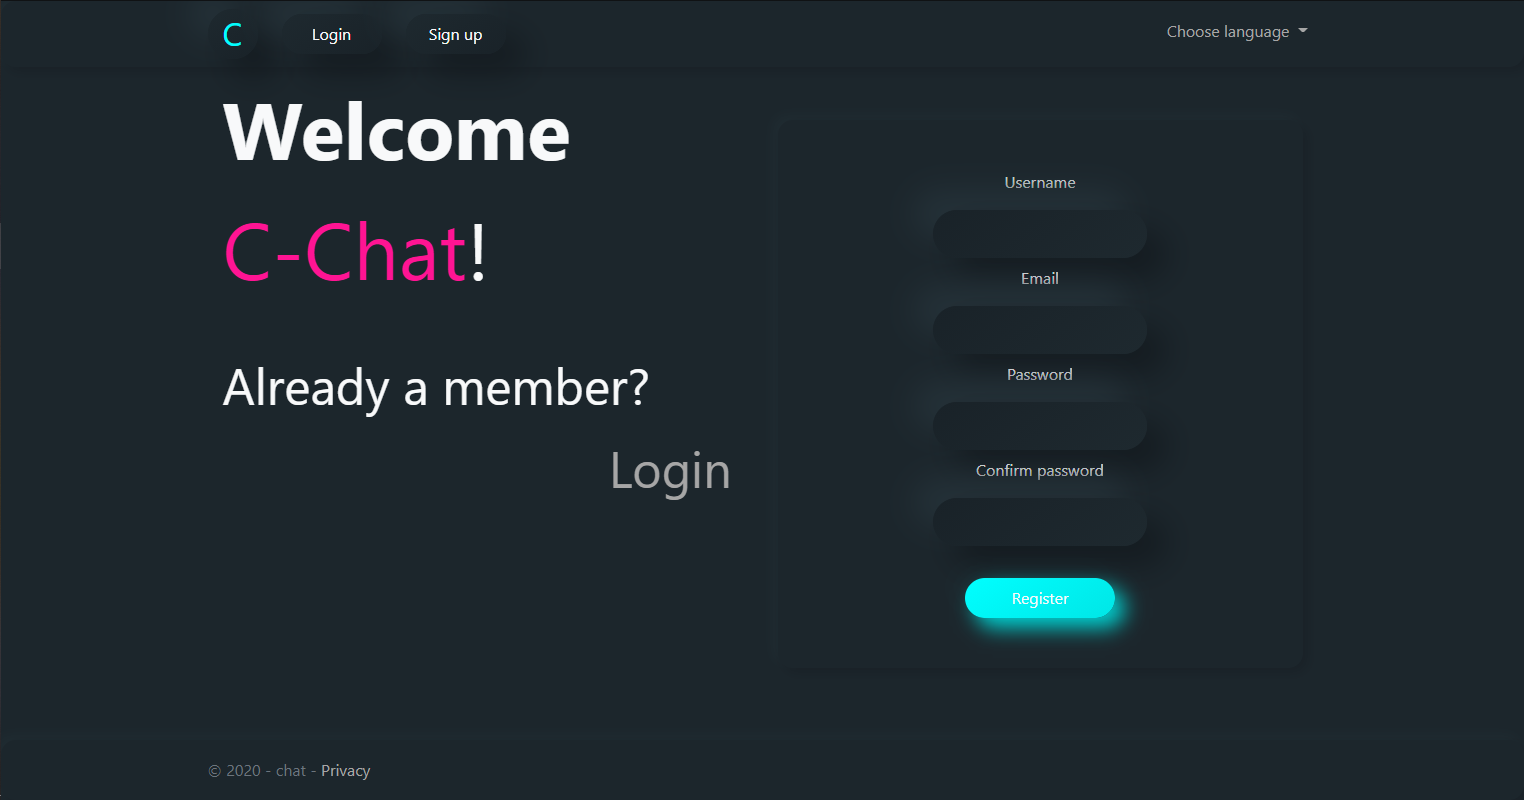 C Login Sign up Choose language
Welcome
C-Chat!
Already a member?
Login
Username
Email
Password
Confirm password
Register
© 2020 - chat - Privacy